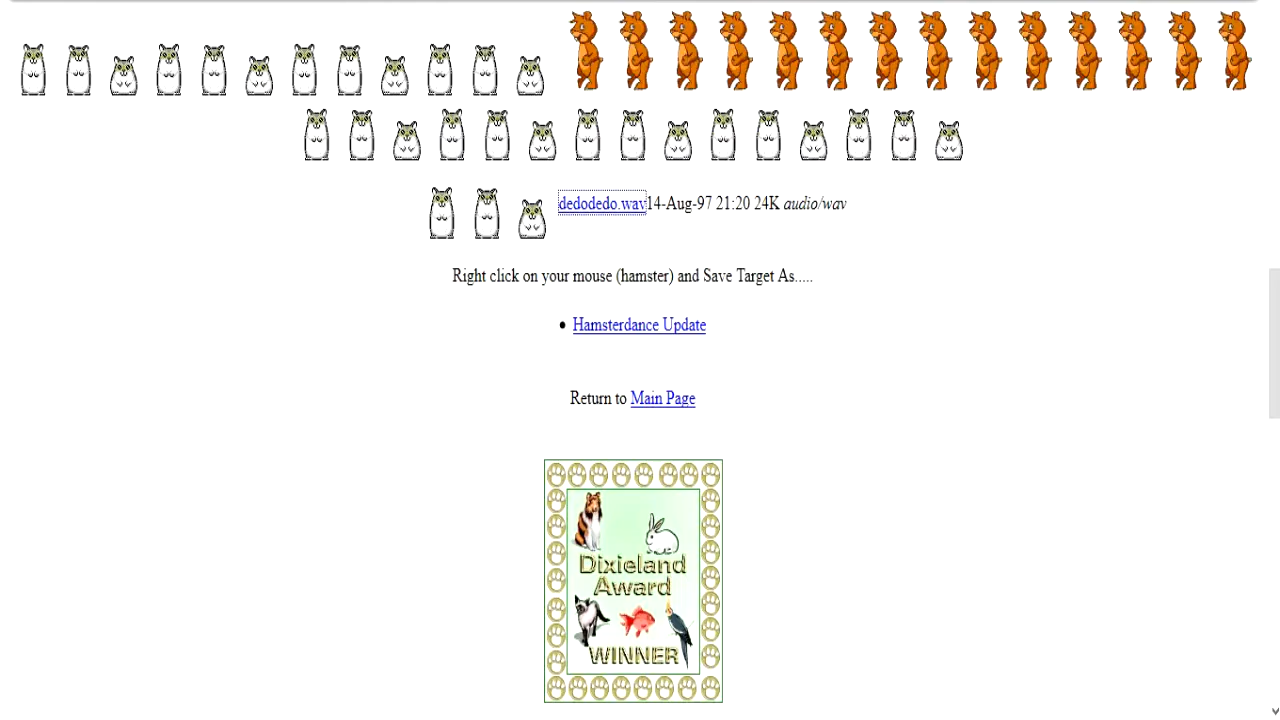 dedodedo.wav14-Aug-97 21:20 24K audio/wav
Right click on your mouse (hamster) and Save Target As.....
• Hamsterdance Update
Return to Main Page
Dixieland
Award
WINNER